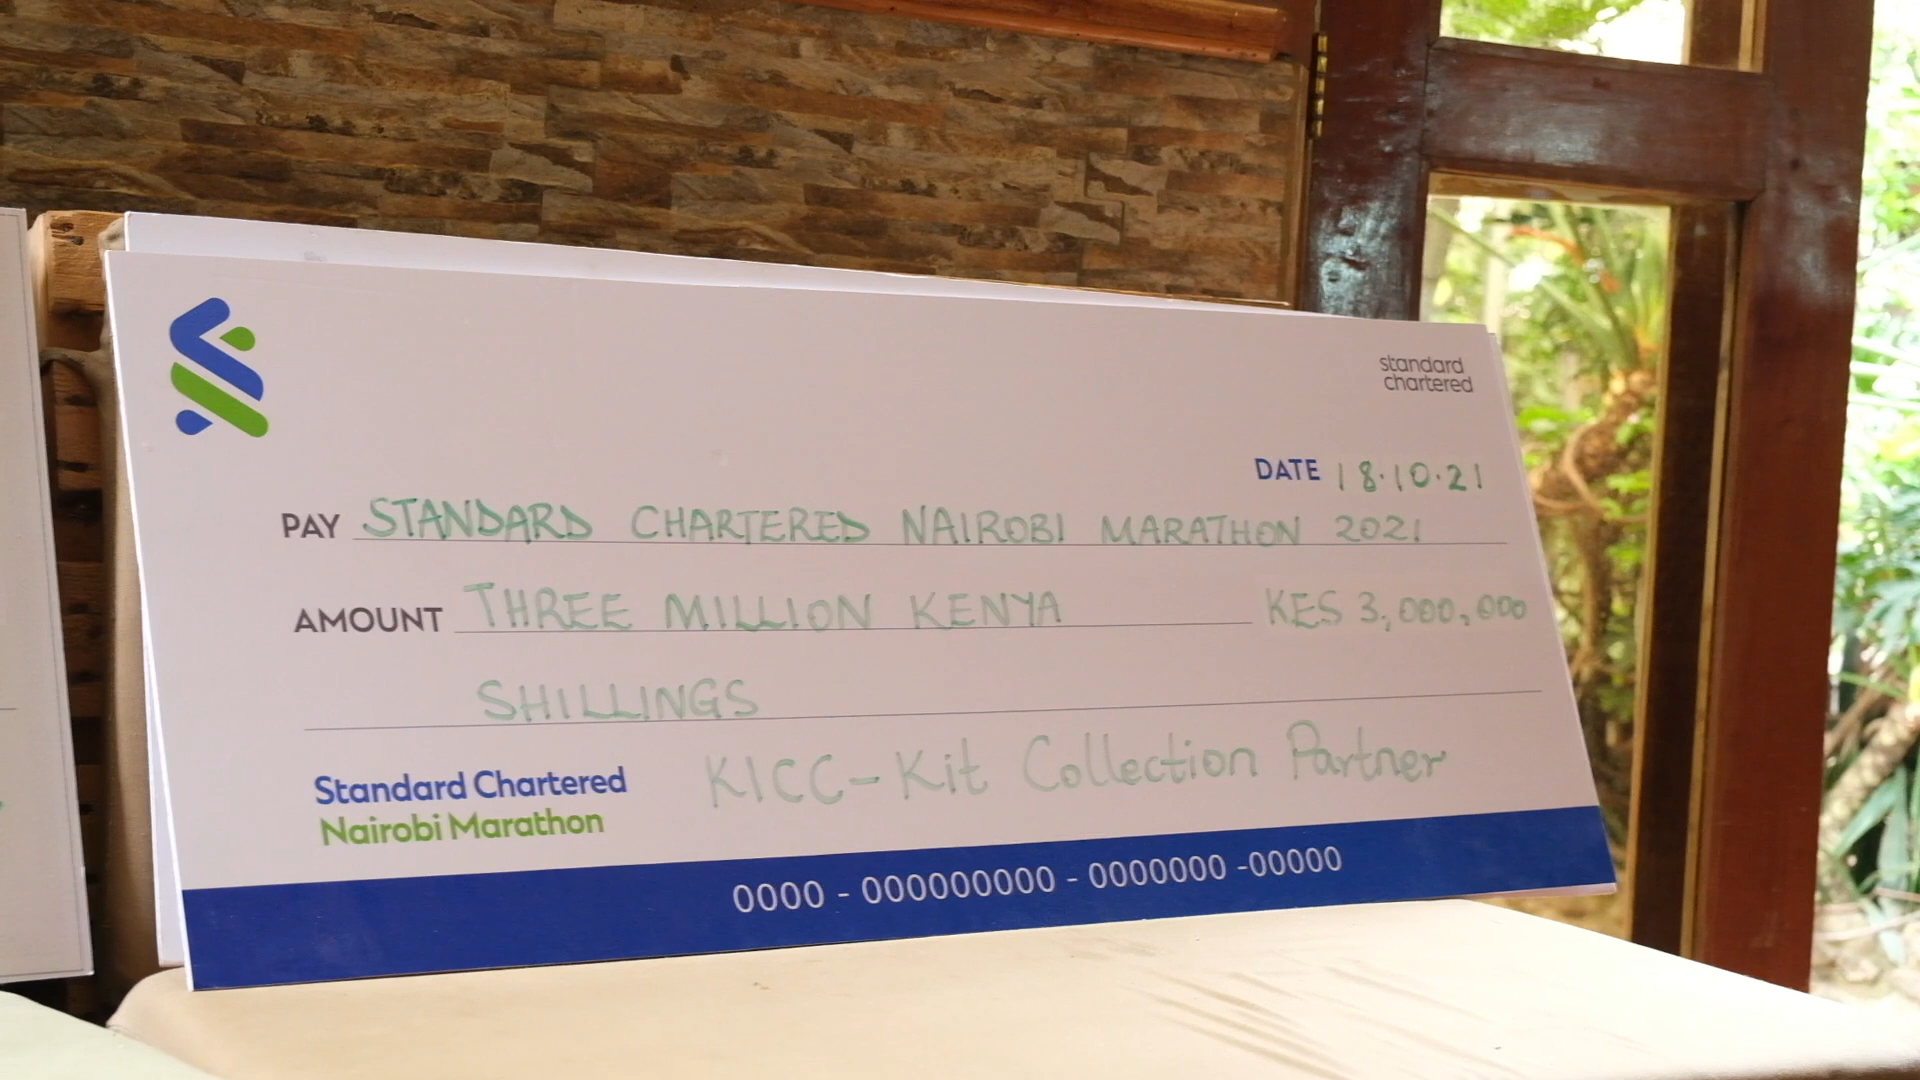 standard
chartered
DATE 18.10.21
PAY STANDARD CHARTERED NAIROBI MARATHON 2021
AMOUNT THREE MILLION KENYA KES 3,000,000
SHILLINGS
Standard Chartered
Nairobi Marathon
KICC-Kit Collection Partner
0000 - 000000000 - 0000000 -00000